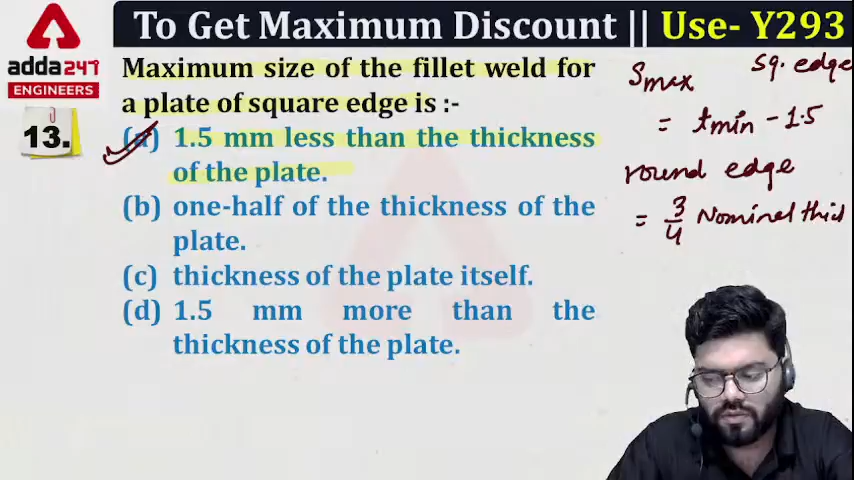 To Get Maximum Discount || Use- Y293
adda247
ENGINEERS
13.
Maximum size of the fillet weld for
a plate of square edge is :-
(a) 1.5 mm less than the thickness
of the plate.
(b) one-half of the thickness of the
plate.
(c) thickness of the plate itself.
(d) 1.5 mm more than the
thickness of the plate.
Smax sq. edge
= tmin - 1.5
round edge
= 3/4 Nominal thick